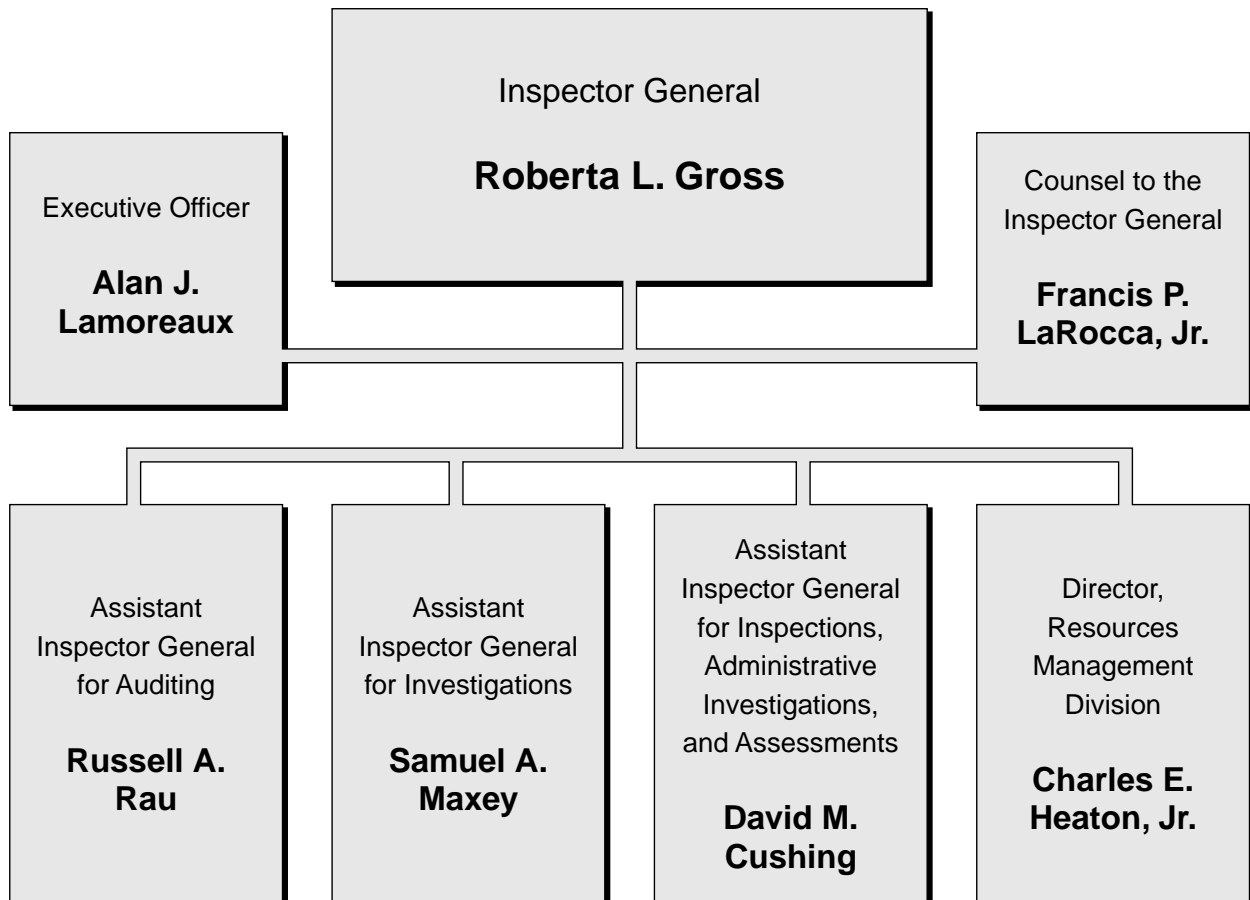 Inspector General
Roberta L. Gross
Executive Officer
Alan J.
Lamoreaux
Counsel to the
Inspector General
Francis P.
LaRocca, Jr.
Assistant
Inspector General
for Auditing
Russell A.
Rau
Assistant
Inspector General
for Investigations
Samuel A.
Maxey
Assistant
Inspector General
for Inspections,
Administrative
Investigations,
and Assessments
David M.
Cushing
Director,
Resources
Management
Division
Charles E.
Heaton, Jr.